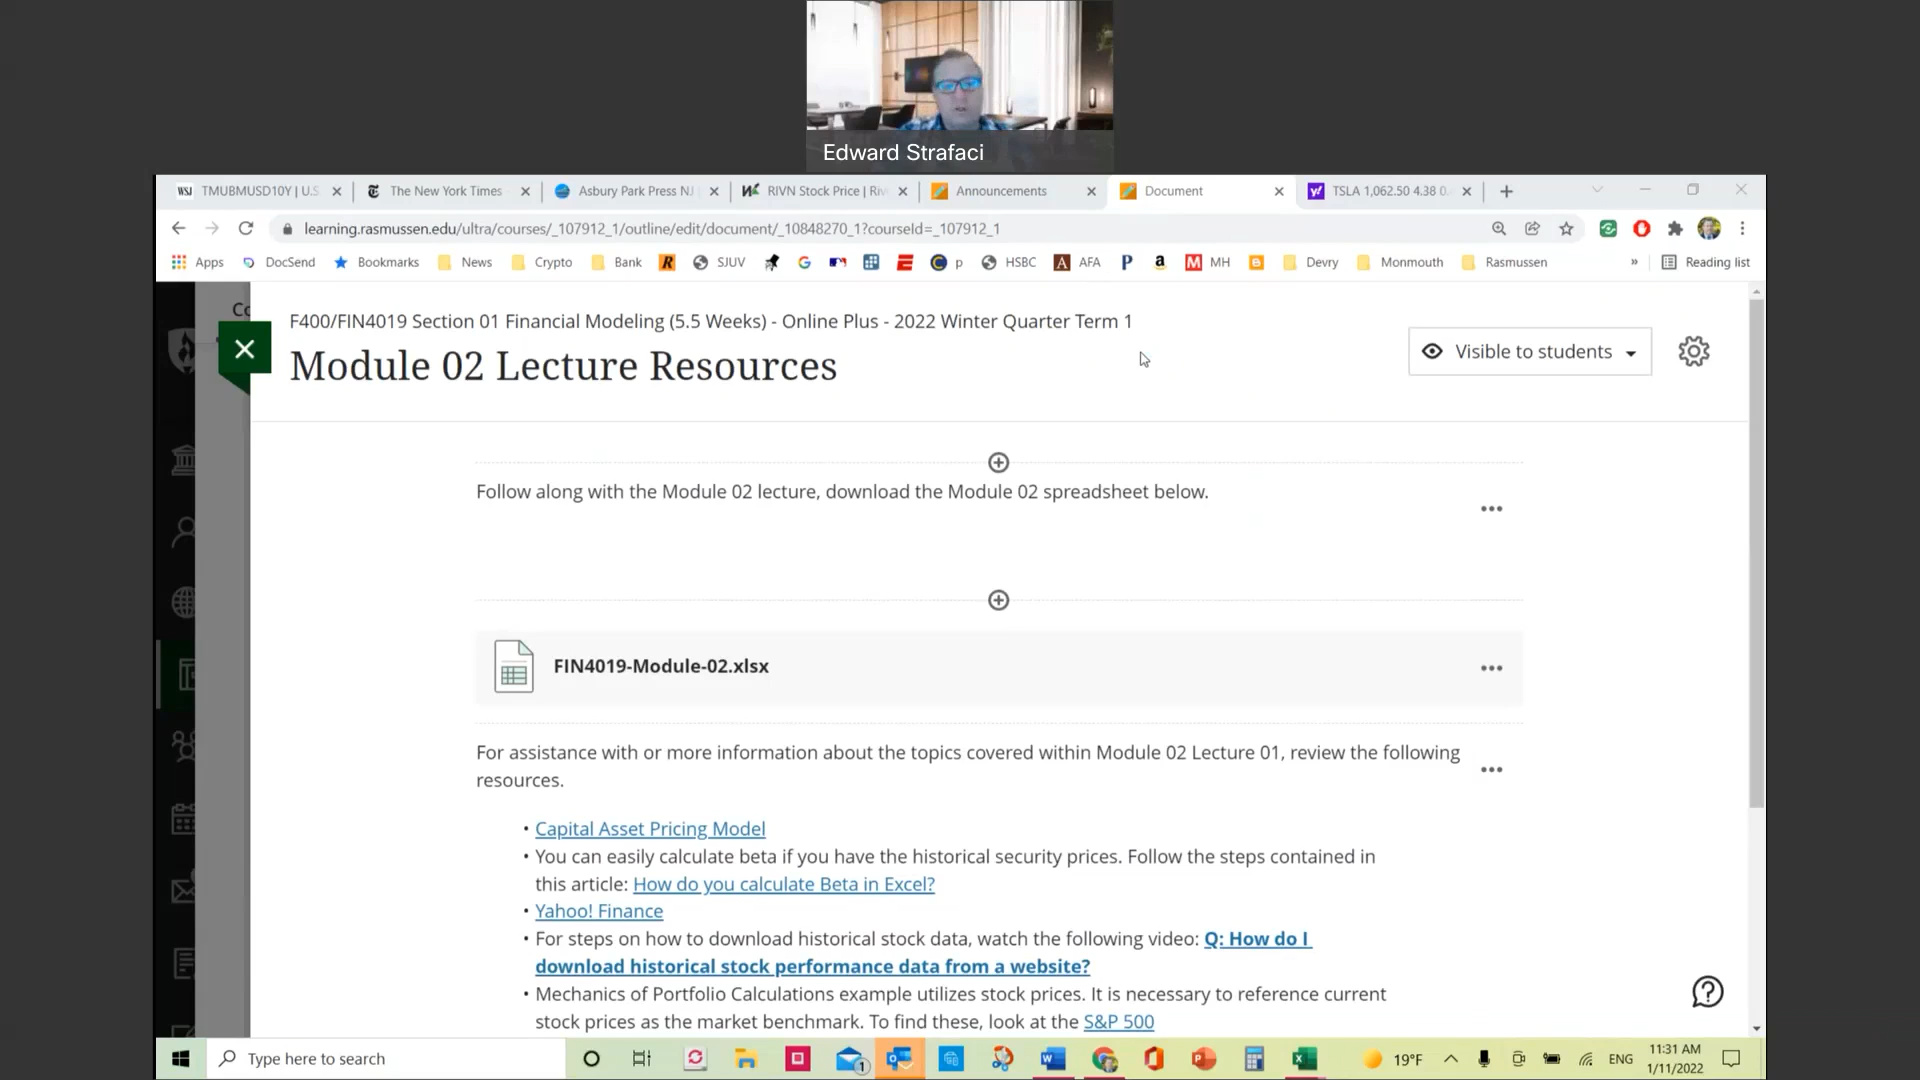 Edward Strafaci
WSJ TMUBMUSD10Y | U.S
The New York Times
Asbury Park Press NJ
RIVN Stock Price | Riv
Announcements
Document
TSLA 1,062.50 4.38 0.
learning.rasmussen.edu/ultra/courses/_107912_1/outline/edit/document/_10848270_1?courseId=_107912_1
Apps DocSend Bookmarks News Crypto Bank R SJUV G E C p HSBC A AFA P a M MH Devry Monmouth Rasmussen » Reading list
Co
F400/FIN4019 Section 01 Financial Modeling (5.5 Weeks) - Online Plus - 2022 Winter Quarter Term 1
Module 02 Lecture Resources
Visible to students
Follow along with the Module 02 lecture, download the Module 02 spreadsheet below.
FIN4019-Module-02.xlsx
For assistance with or more information about the topics covered within Module 02 Lecture 01, review the following
resources.
• Capital Asset Pricing Model
• You can easily calculate beta if you have the historical security prices. Follow the steps contained in
this article: How do you calculate Beta in Excel?
• Yahoo! Finance
• For steps on how to download historical stock data, watch the following video: Q: How do I
download historical stock performance data from a website?
• Mechanics of Portfolio Calculations example utilizes stock prices. It is necessary to reference current
stock prices as the market benchmark. To find these, look at the S&P 500
Type here to search
1
19°F
ENG
11:31 AM
1/11/2022